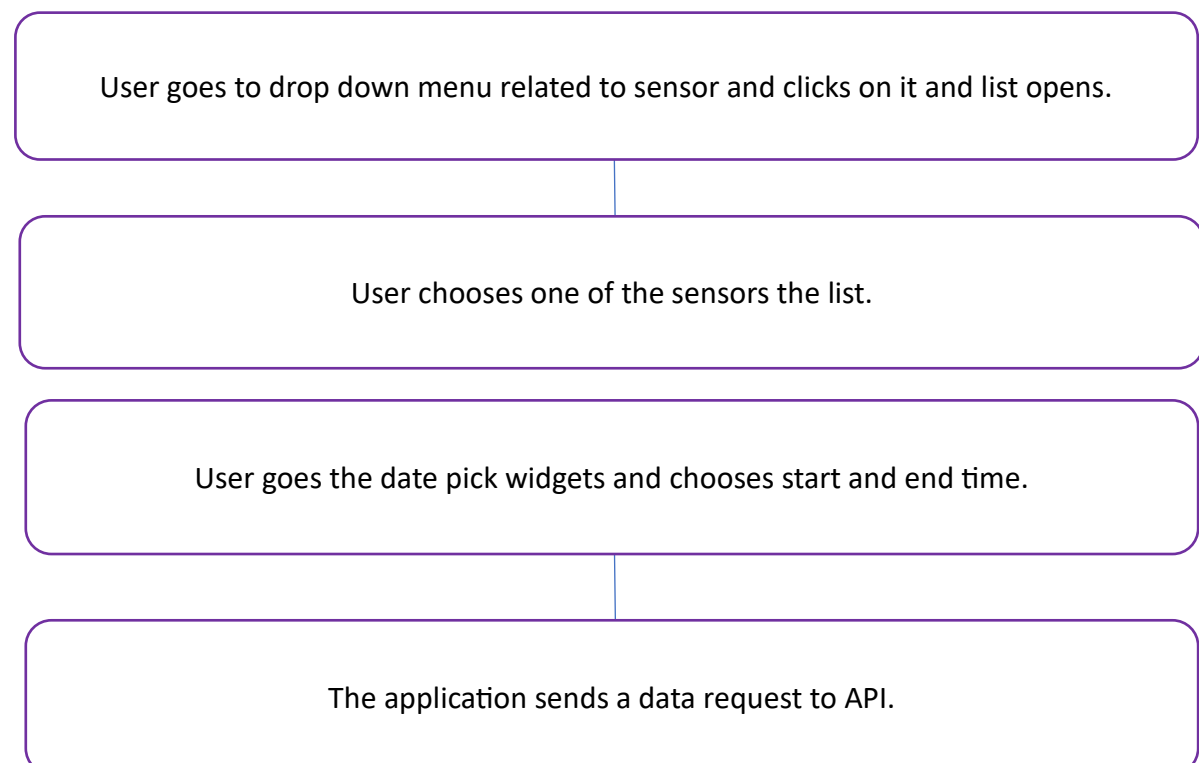 User goes to drop down menu related to sensor and clicks on it and list opens.
User chooses one of the sensors the list.
User goes the date pick widgets and chooses start and end time.
The application sends a data request to API.